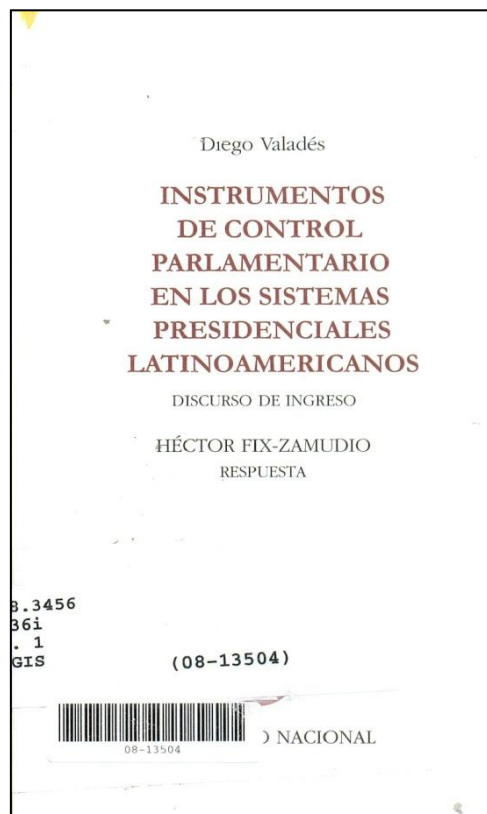 Diego Valadés
INSTRUMENTOS
DE CONTROL
PARLAMENTARIO
EN LOS SISTEMAS
PRESIDENCIALES
LATINOAMERICANOS
DISCURSO DE INGRESO
HÉCTOR FIX-ZAMUDIO
RESPUESTA
3.3456
36i
. 1
GIS (08-13504)
08-13504
O NACIONAL